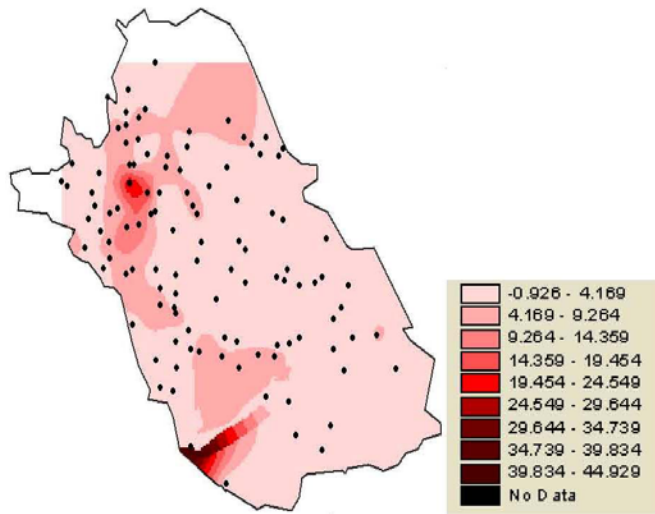 -0.926 - 4.169
4.169 - 9.264
9.264 - 14.359
14.359 - 19.454
19.454 - 24.549
24.549 - 29.644
29.644 - 34.739
34.739 - 39.834
39.834 - 44.929
No Data